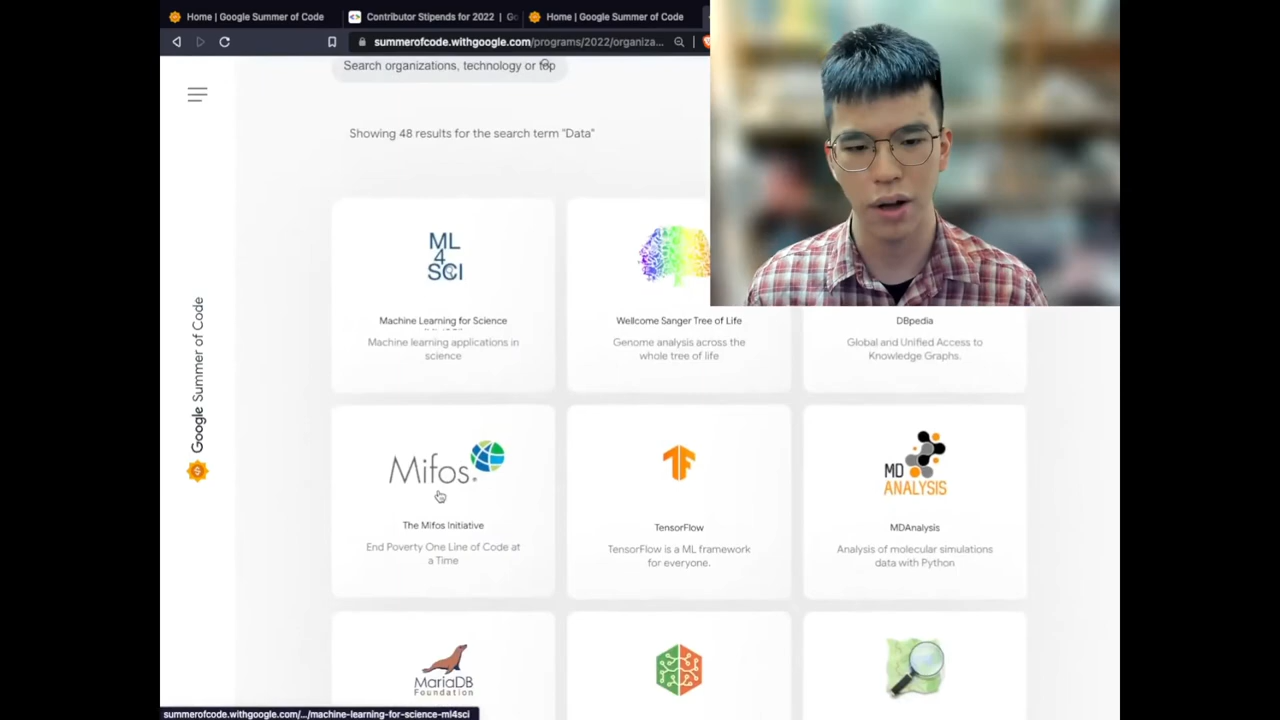 Home | Google Summer of Code
Contributor Stipends for 2022 | Go
Home | Google Summer of Code
summerofcode.withgoogle.com/programs/2022/organiza...
Search organizations, technology or top
Showing 48 results for the search term "Data"
Google Summer of Code
ML
4
SCI
Machine Learning for Science
Machine learning applications in
science
Wellcome Sanger Tree of Life
Genome analysis across the
whole tree of life
DBpedia
Global and Unified Access to
Knowledge Graphs.
Mifos
The Mifos Initiative
End Poverty One Line of Code at
a Time
TensorFlow
TensorFlow is a ML framework
for everyone.
MD
ANALYSIS
MDAnalysis
Analysis of molecular simulations
data with Python
MariaDB
Foundation
summerofcode.withgoogle.com/.../machine-learning-for-science-ml4sci